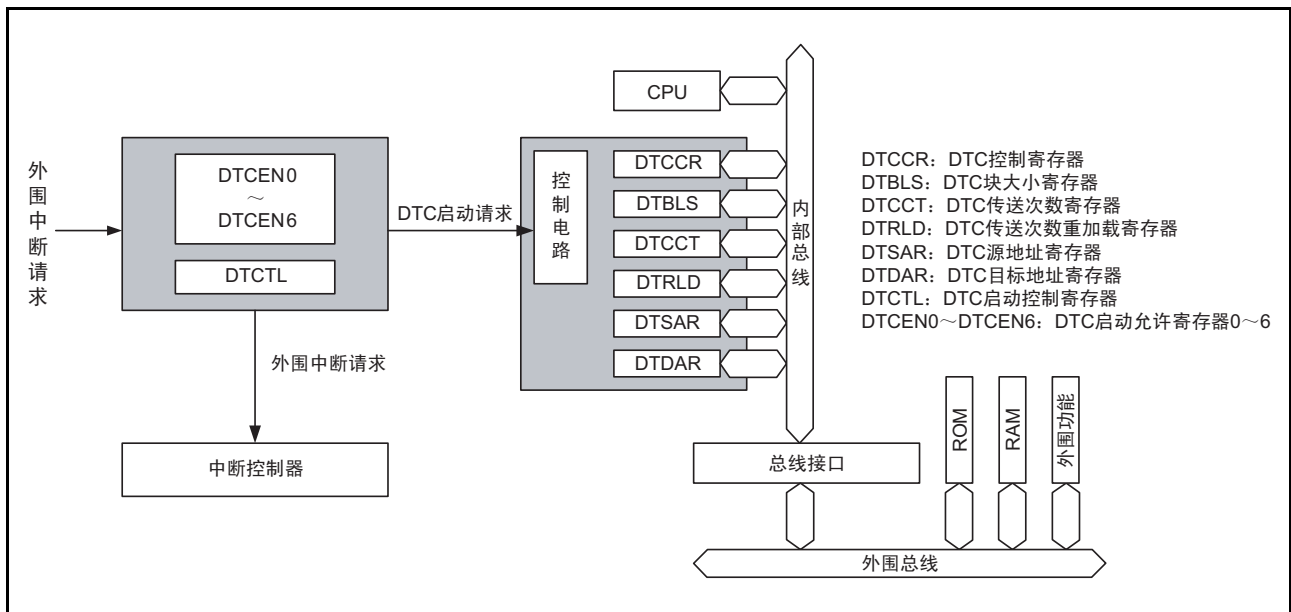 外围中断请求
DTCEN0
～
DTCEN6
DTCTL
DTC启动请求
外围中断请求
中断控制器
控制电路
CPU
DTCCR
DTBLS
DTCCT
DTRLD
DTSAR
DTDAR
内部总线
DTCCR：DTC控制寄存器
DTBLS：DTC块大小寄存器
DTCCT：DTC传送次数寄存器
DTRLD：DTC传送次数重加载寄存器
DTSAR：DTC源地址寄存器
DTDAR：DTC目标地址寄存器
DTCTL：DTC启动控制寄存器
DTCEN0～DTCEN6：DTC启动允许寄存器0～6
总线接口
ROM
RAM
外围功能
外围总线